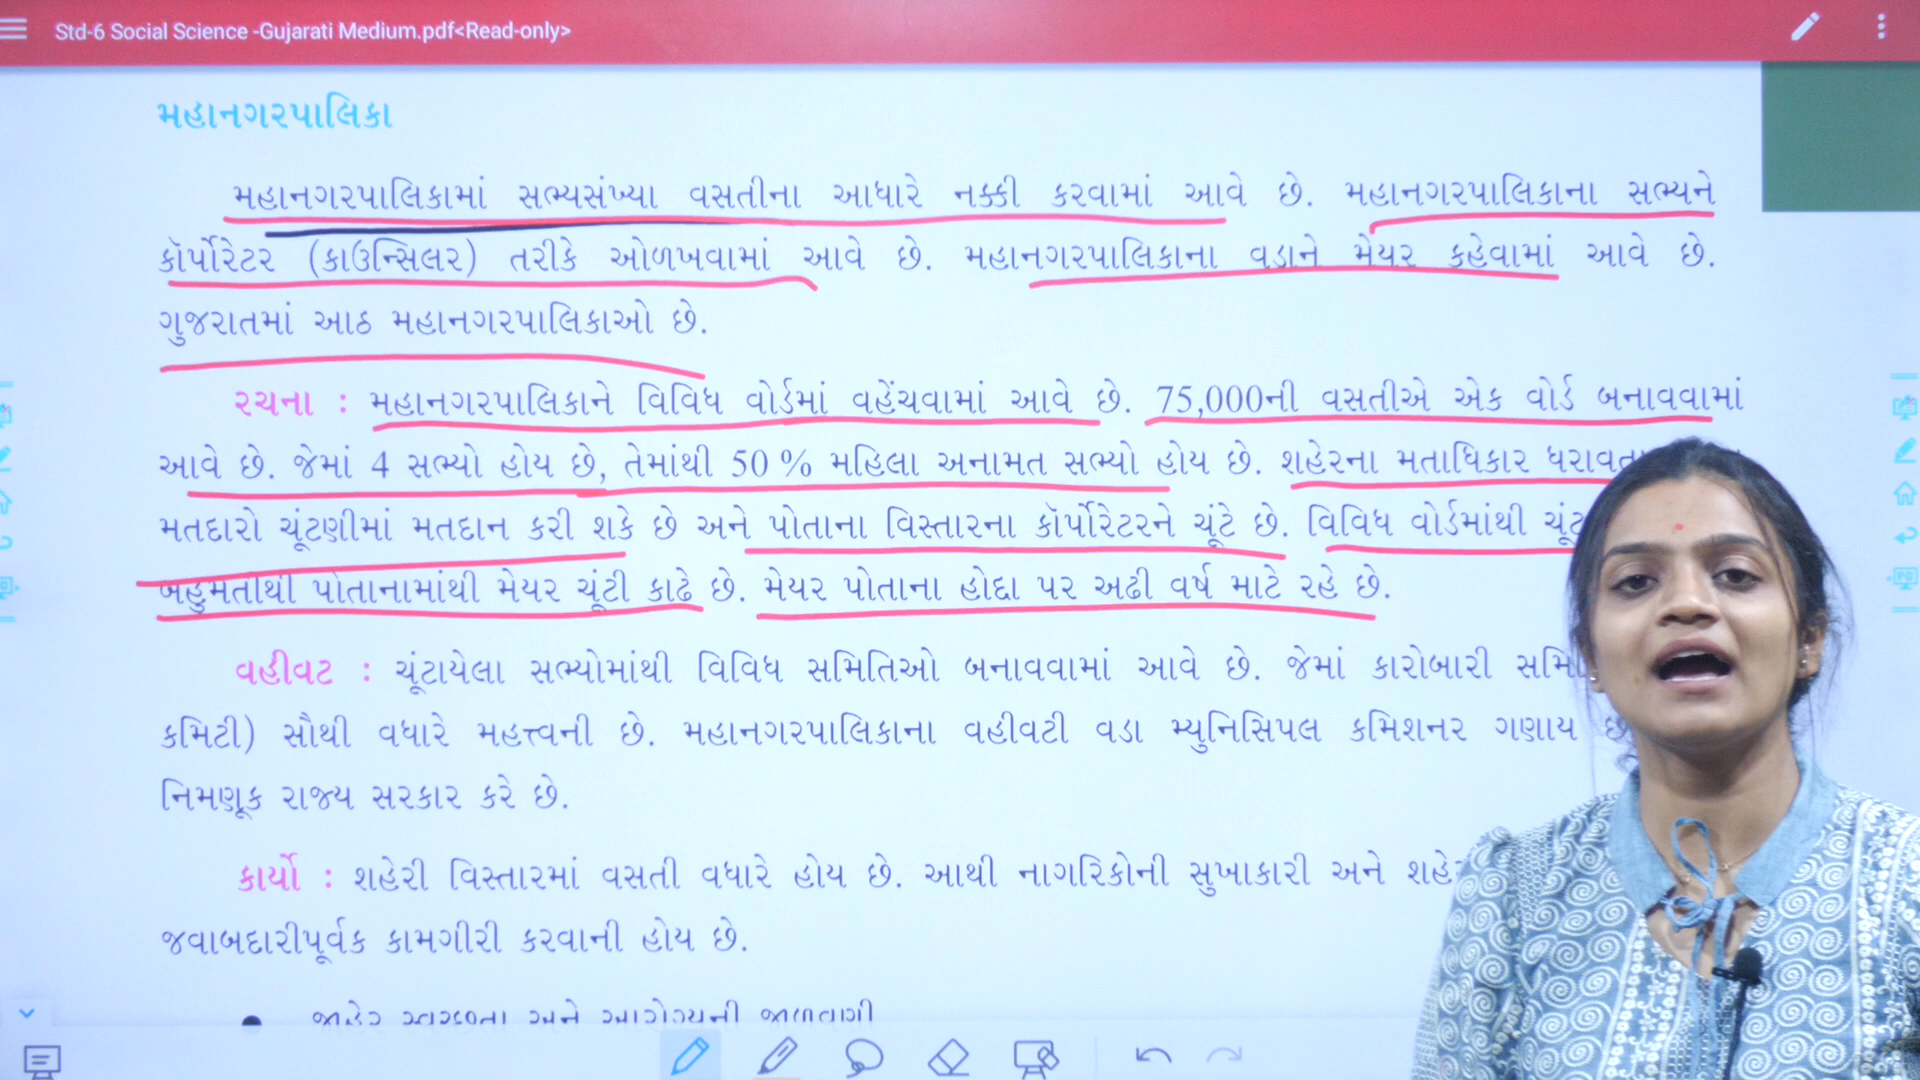 Std-6 Social Science -Gujarati Medium.pdf<Read-only>
મહાનગરપાલિકા
મહાનગરપાલિકામાં સભ્યસંખ્યા વસતીના આધારે નક્કી કરવામાં આવે છે. મહાનગરપાલિકાના સભ્યને
કૉર્પોરેટર (કાઉન્સિલર) તરીકે ઓળખવામાં આવે છે. મહાનગરપાલિકાના વડાને મેયર કહેવામાં આવે છે.
ગુજરાતમાં આઠ મહાનગરપાલિકાઓ છે.
રચના : મહાનગરપાલિકાને વિવિધ વોર્ડમાં વહેંચવામાં આવે છે. 75,000ની વસતીએ એક વોર્ડ બનાવવામાં
આવે છે. જેમાં 4 સભ્યો હોય છે, તેમાંથી 50 % મહિલા અનામત સભ્યો હોય છે. શહેરના મતાધિકાર
મતદારો ચૂંટણીમાં મતદાન કરી શકે છે અને પોતાના વિસ્તારના કૉર્પોરેટરને ચૂંટે છે. વિવિધ વોર્ડમાંથી
બહુમતીથી પોતાનામાંથી મેયર ચૂંટી કાઢે છે. મેયર પોતાના હોદ્દા પર અઢી વર્ષ માટે રહે છે.
વહીવટ : ચૂંટાયેલા સભ્યોમાંથી વિવિધ સમિતિઓ બનાવવામાં આવે છે. જેમાં કારોબારી
કમિટી) સૌથી વધારે મહત્ત્વની છે. મહાનગરપાલિકાના વહીવટી વડા મ્યુનિસિપલ કમિશનર ગણાય
નિમણૂક રાજ્ય સરકાર કરે છે.
કાર્યો : શહેરી વિસ્તારમાં વસતી વધારે હોય છે. આથી નાગરિકોની સુખાકારી અને
જવાબદારીપૂર્વક કામગીરી કરવાની હોય છે.
જાહેર સ્વચ્છતા અને આરોગ્યની જાળવણી